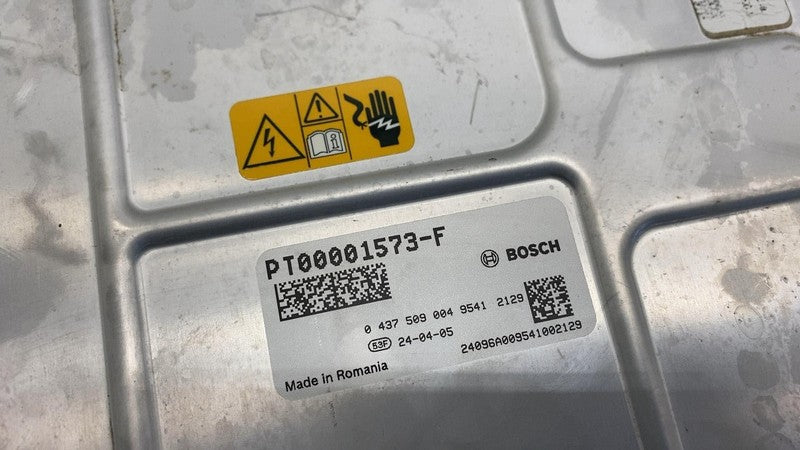 PT00001573-F
BOSCH
0 437 509 004 9541 2129
53F 24-04-05
24096A009541002129
Made in Romania